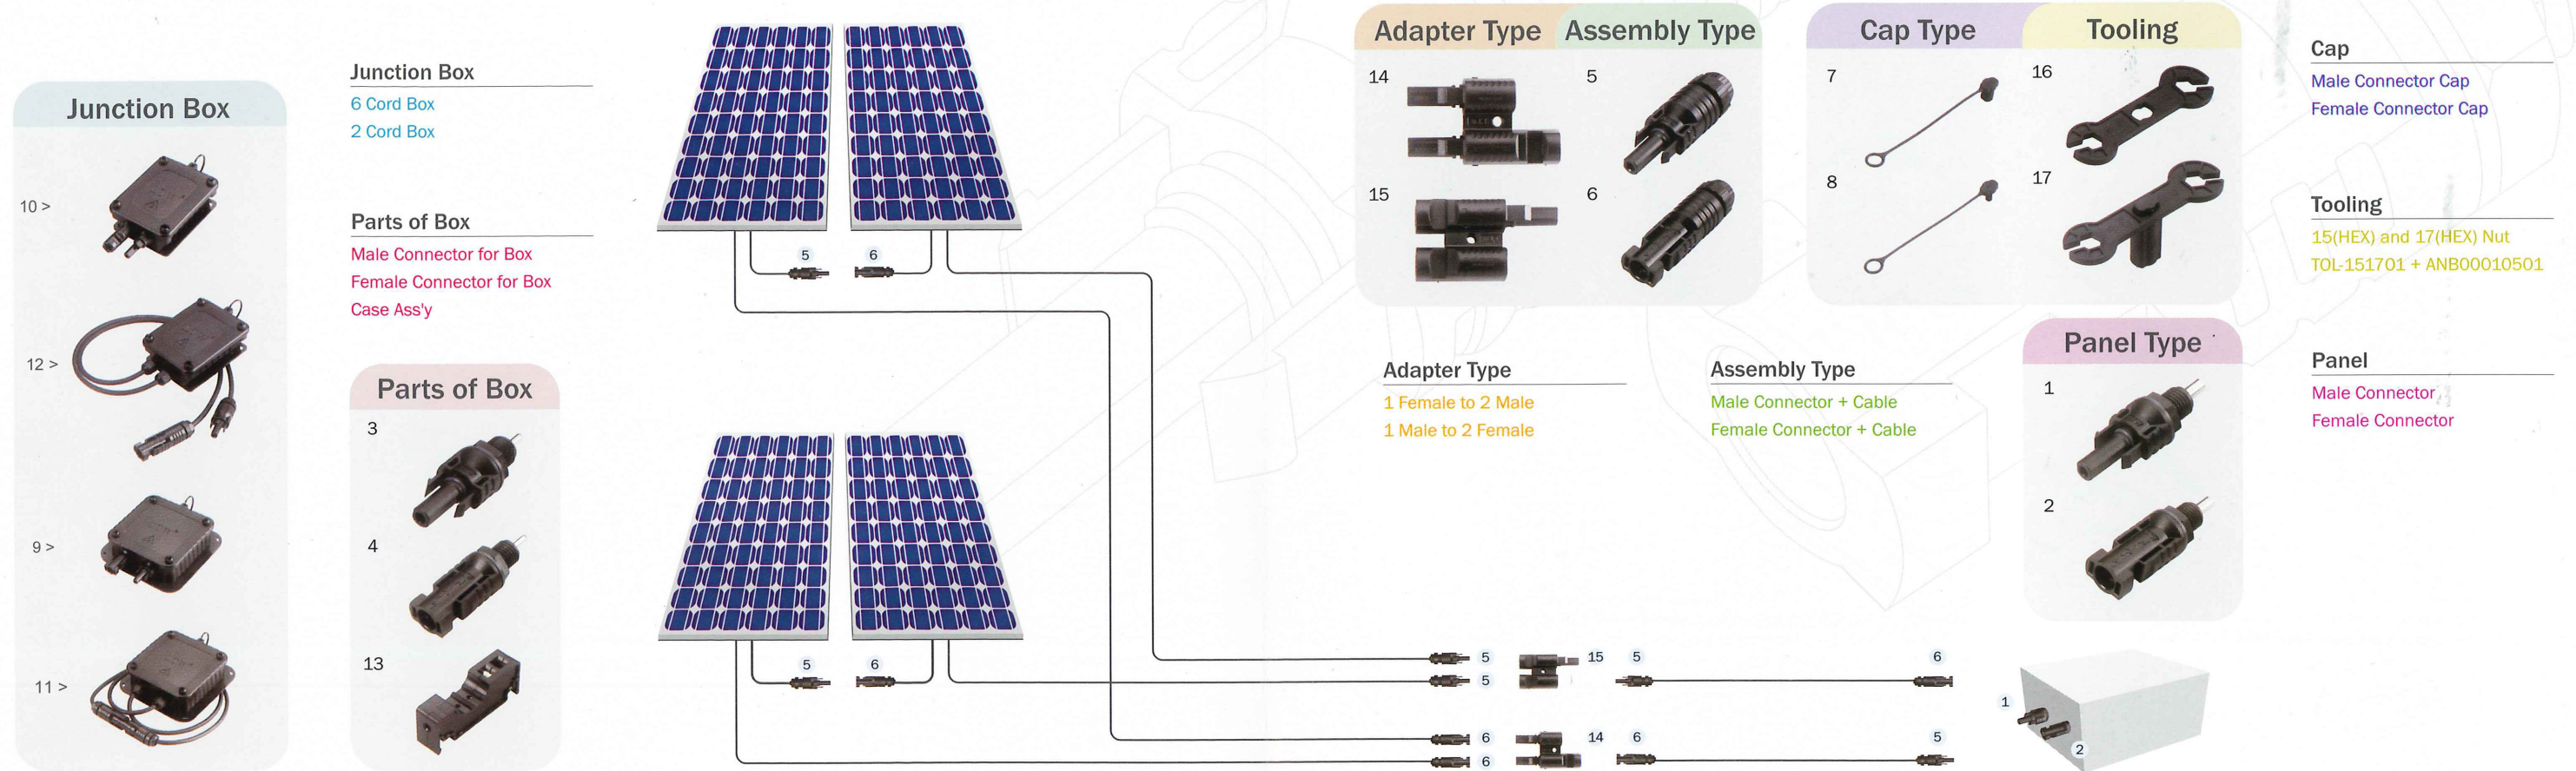 Junction Box
10 >
12 >
9 >
11 >
Junction Box
6 Cord Box
2 Cord Box
Parts of Box
Male Connector for Box
Female Connector for Box
Case Ass'y
Parts of Box
3
4
13
5
6
5
6
Adapter Type
Assembly Type
14
5
15
6
Adapter Type
1 Female to 2 Male
1 Male to 2 Female
Assembly Type
Male Connector + Cable
Female Connector + Cable
Cap Type
Tooling
7
16
8
17
Cap
Male Connector Cap
Female Connector Cap
Tooling
15(HEX) and 17(HEX) Nut
TOL-151701 + ANB00010501
Panel Type
1
2
Panel
Male Connector
Female Connector
5
15
5
6
5
6
14
6
5
6
1
2